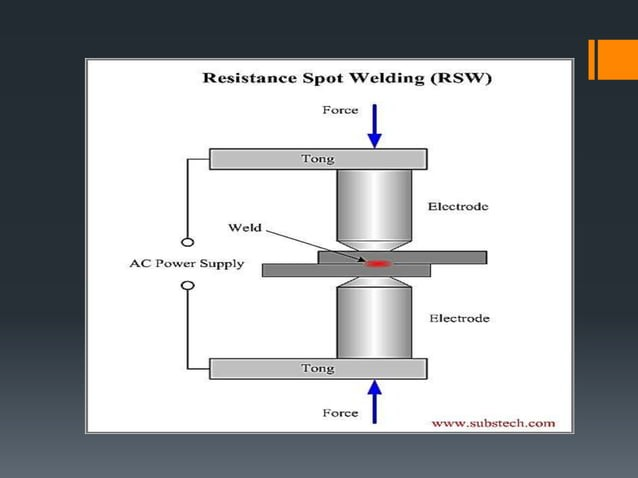 Resistance Spot Welding (RSW)
Force
Tong
Electrode
Weld
AC Power Supply
Electrode
Tong
Force
www.substech.com